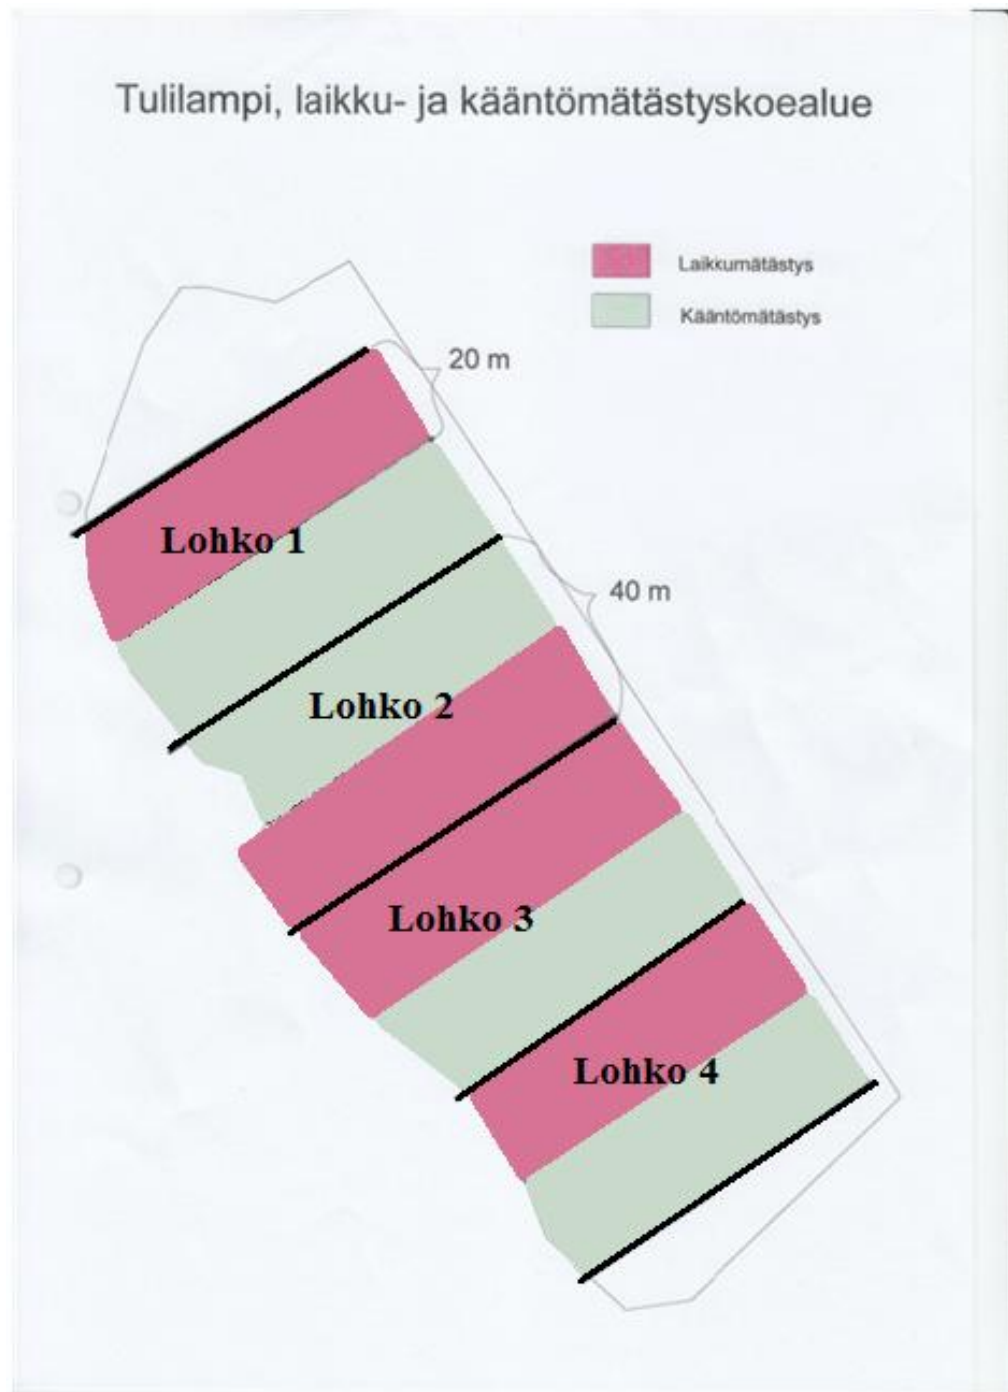 Tulilampi, laikku- ja kääntömätästyskoealue
Laikkumätästys
Kääntömätästys
20 m
Lohko 1
40 m
Lohko 2
Lohko 3
Lohko 4